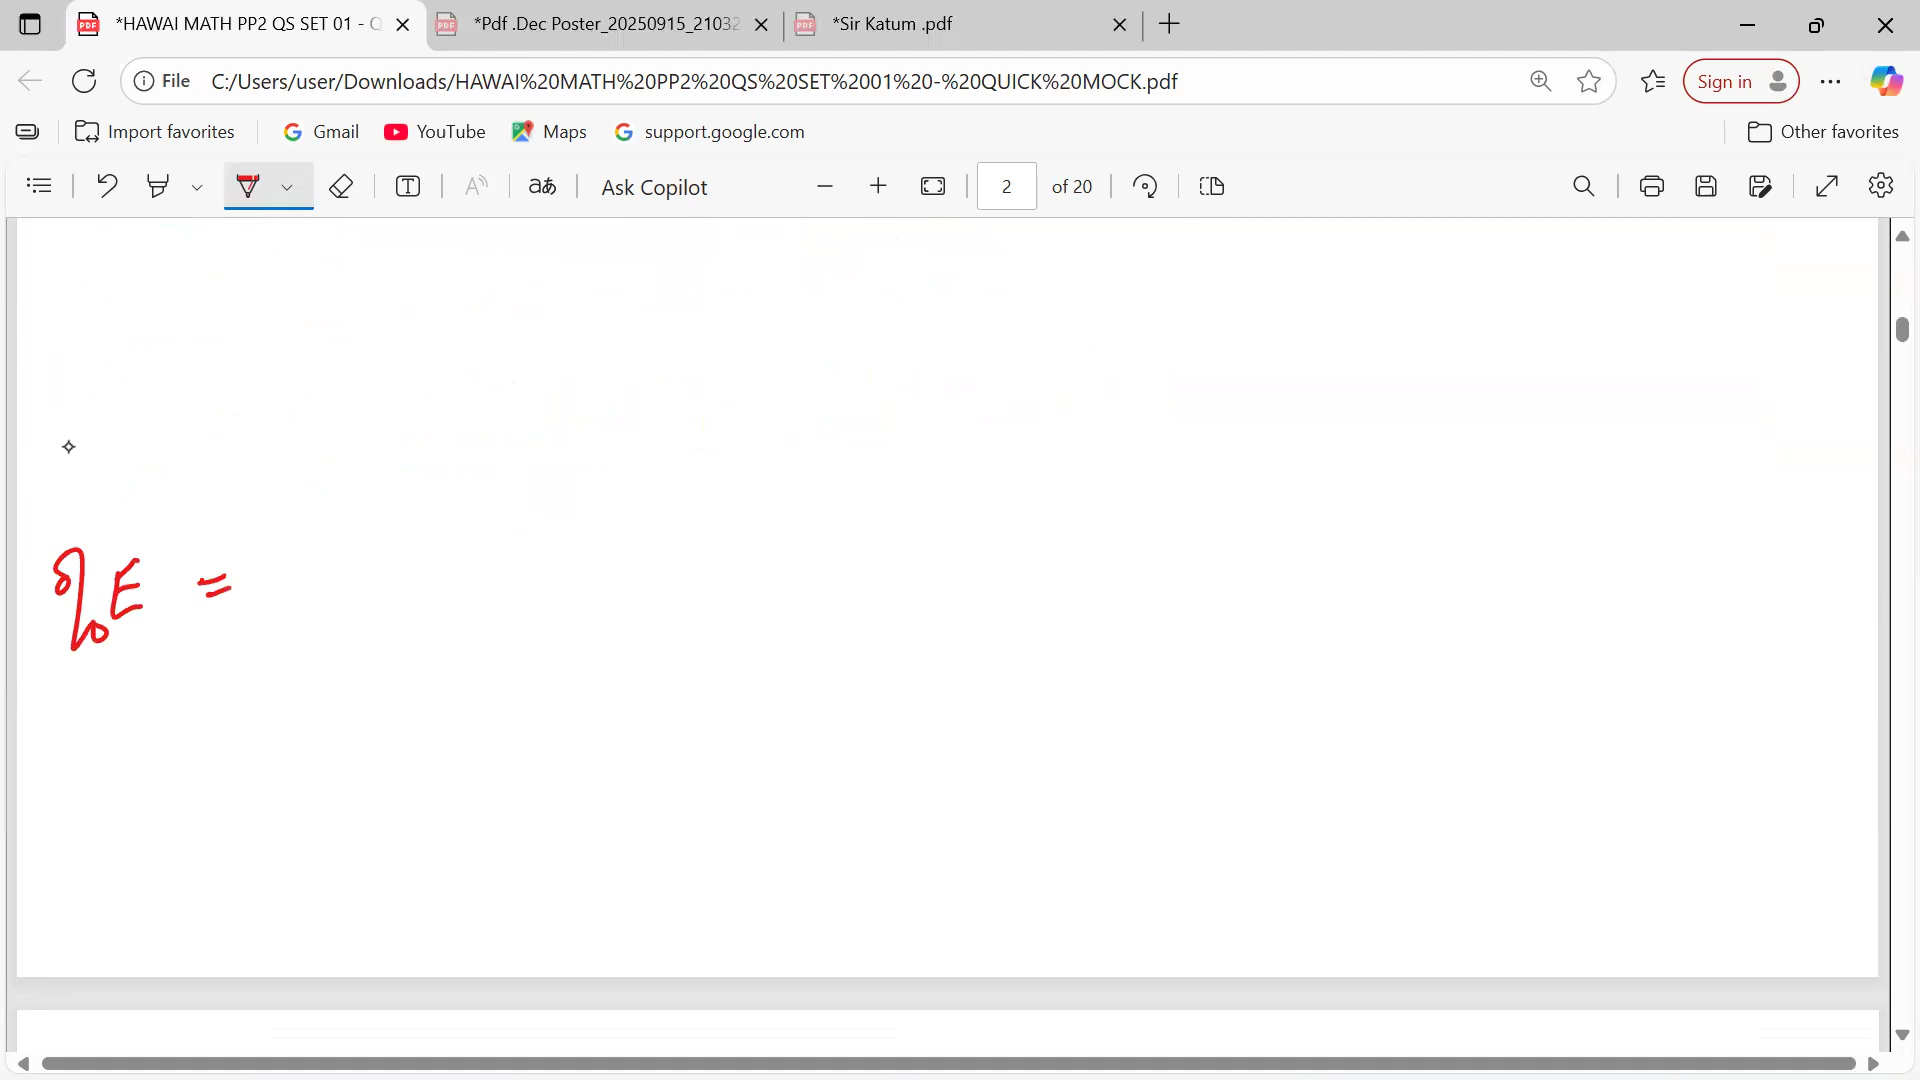 *HAWAI MATH PP2 QS SET 01 - Q
*Pdf .Dec Poster_20250915_21032
*Sir Katum .pdf
File C:/Users/user/Downloads/HAWAI%20MATH%20PP2%20QS%20SET%2001%20-%20QUICK%20MOCK.pdf
Sign in
Import favorites
Gmail
YouTube
Maps
support.google.com
Other favorites
Ask Copilot
2 of 20
% E =